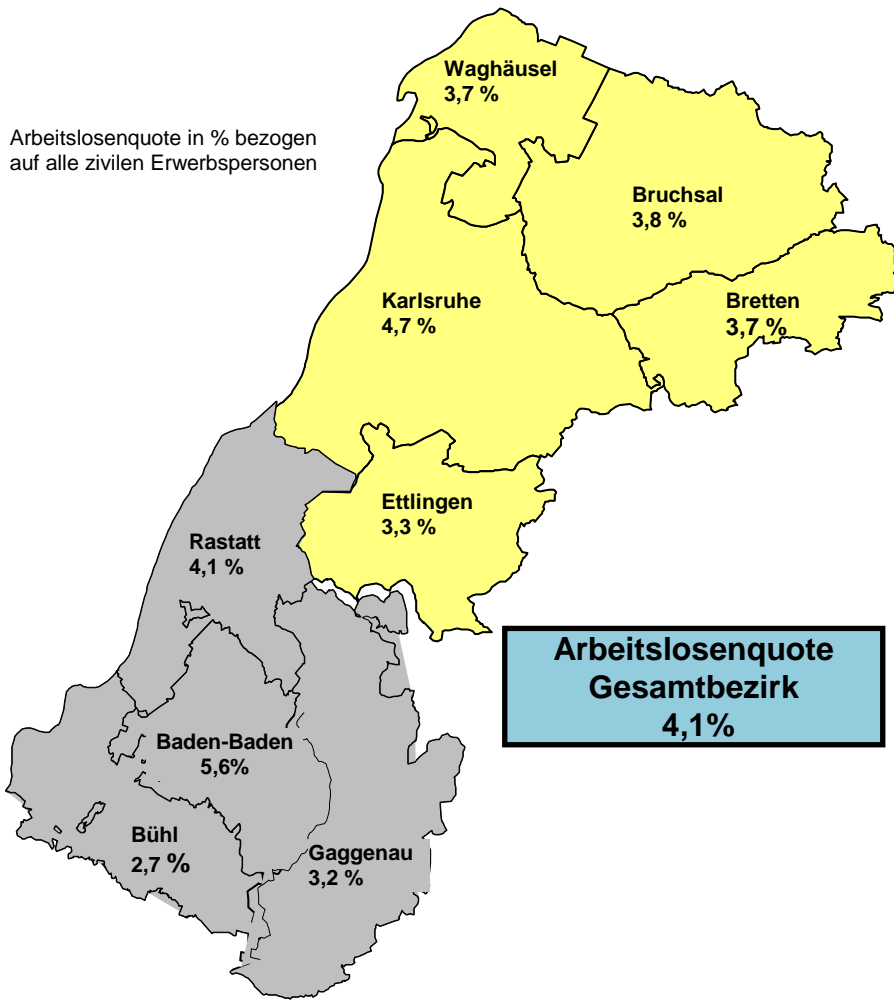 Waghäusel
3,7 %
Arbeitslosenquote in % bezogen
auf alle zivilen Erwerbspersonen
Bruchsal
3,8 %
Karlsruhe
4,7 %
Bretten
3,7 %
Ettlingen
3,3 %
Rastatt
4,1 %
Arbeitslosenquote
Gesamtbezirk
4,1%
Baden-Baden
5,6%
Bühl
2,7 %
Gaggenau
3,2 %